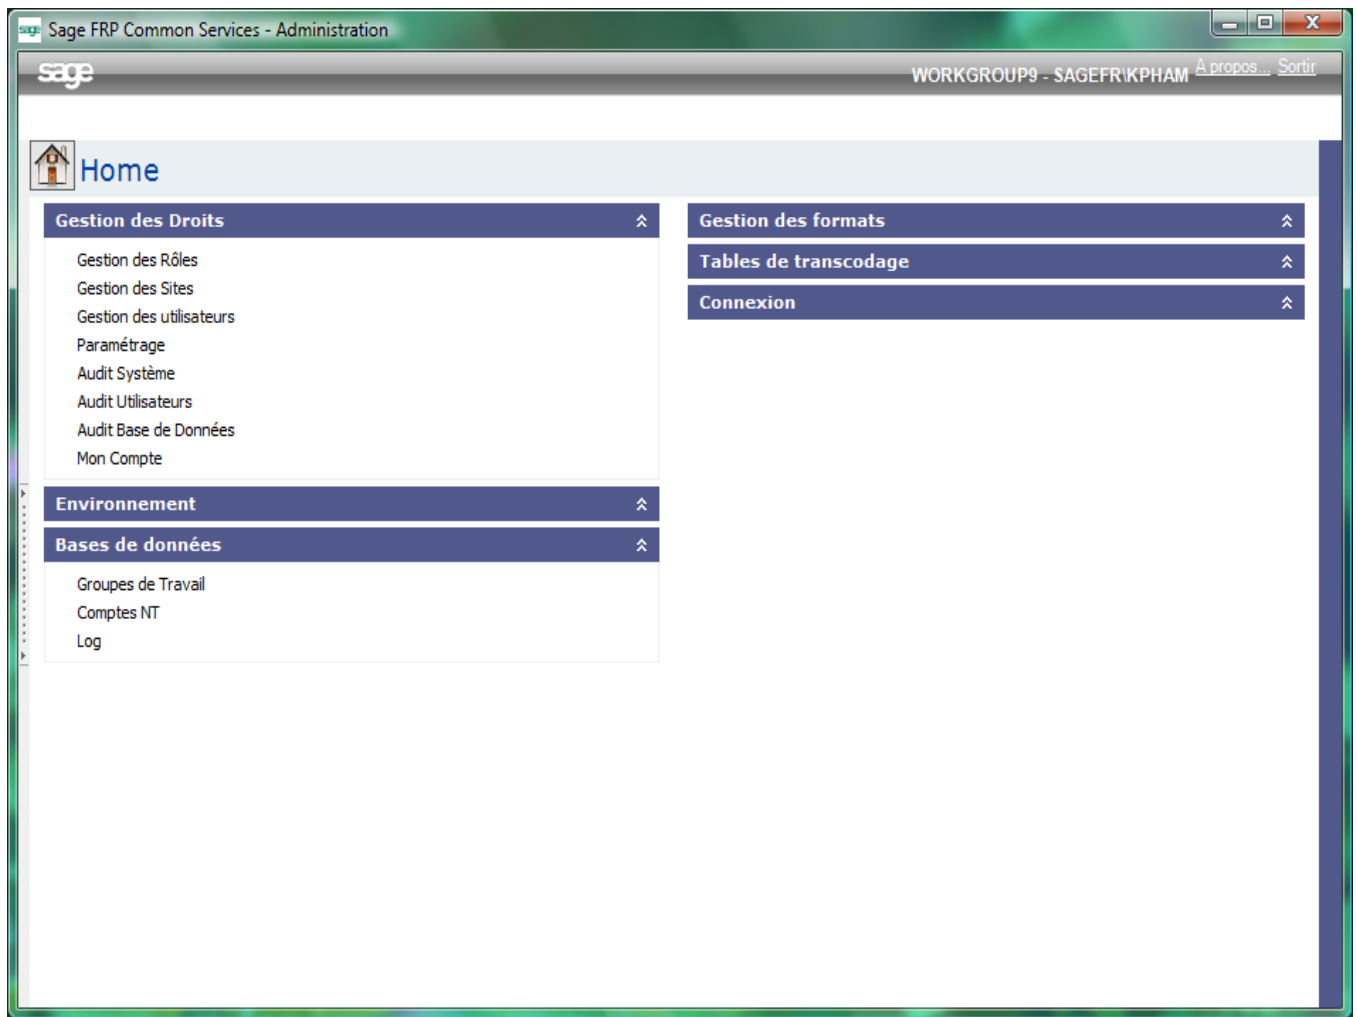 sage Sage FRP Common Services - Administration
sage
WORKGROUP9 - SAGEFR\KPHAM A propos... Sortir
Home
Gestion des Droits
Gestion des Rôles
Gestion des Sites
Gestion des utilisateurs
Paramétrage
Audit Système
Audit Utilisateurs
Audit Base de Données
Mon Compte
Environnement
Bases de données
Groupes de Travail
Comptes NT
Log
Gestion des formats
Tables de transcodage
Connexion